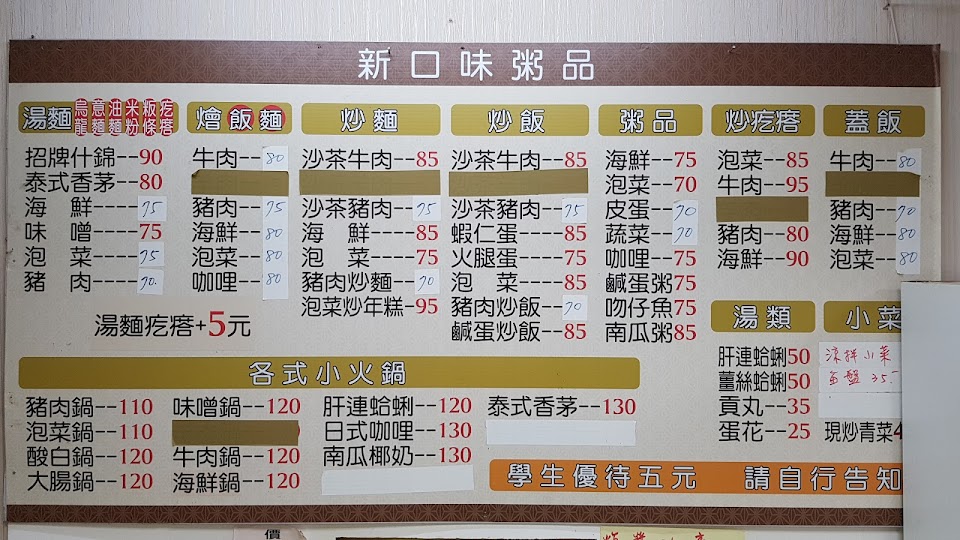 新口味粥品
湯麵 烏龍 意麵 油麵 米粉 粄條 疙瘩
招牌什錦--90
泰式香茅--80
海鮮----75
味噌----75
泡菜----75
豬肉----70.
湯麵疙瘩+5元
燴飯麵
牛肉---80
豬肉---75
海鮮---80
泡菜---80
咖哩---80
炒麵
沙茶牛肉---85
沙茶豬肉---75
海鮮-----85
泡菜-----75
豬肉炒麵---70
泡菜炒年糕-95
炒飯
沙茶牛肉---85
沙茶豬肉---75
蝦仁蛋----85
火腿蛋----75
泡菜-----85
豬肉炒飯---70
鹹蛋炒飯---85
粥品
海鮮---75
泡菜---70
皮蛋---70
蔬菜---70
咖哩---75
鹹蛋粥75
吻仔魚75
南瓜粥85
炒疙瘩
泡菜---85
牛肉---95
豬肉---80
海鮮---90
蓋飯
牛肉---80
豬肉---70
海鮮---80
泡菜---80
湯類
肝連蛤蜊50
薑絲蛤蜊50
貢丸--35
蛋花--25
小菜
涼拌小菜
每盤35.-
現炒青菜4
各式小火鍋
豬肉鍋--110
泡菜鍋--110
酸白鍋--120
大腸鍋--120
味噌鍋--120
牛肉鍋--120
海鮮鍋--120
肝連蛤蜊--120
日式咖哩--130
南瓜椰奶--130
泰式香茅--130
學生優待五元 請自行告知
價